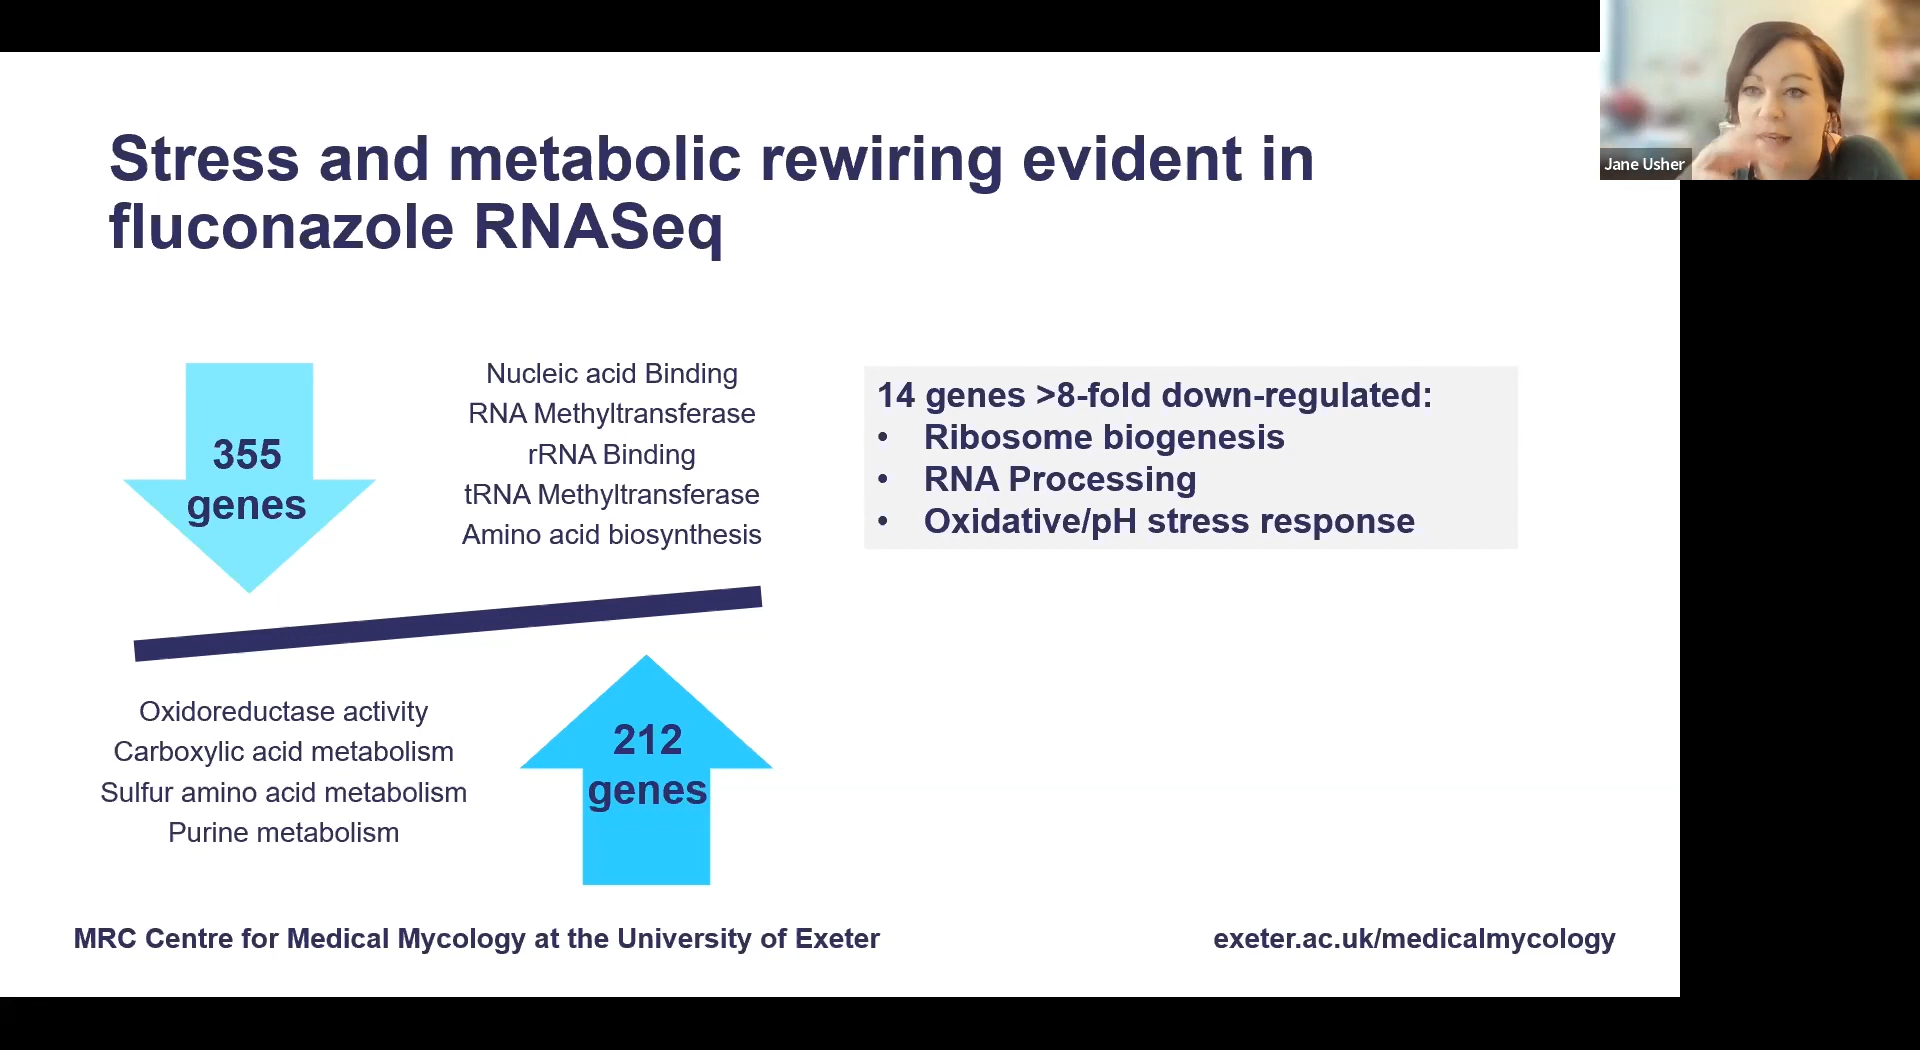 Jane Usher
Stress and metabolic rewiring evident in
fluconazole RNASeq
355
genes
Nucleic acid Binding
RNA Methyltransferase
rRNA Binding
tRNA Methyltransferase
Amino acid biosynthesis
14 genes >8-fold down-regulated:
• Ribosome biogenesis
• RNA Processing
• Oxidative/pH stress response
Oxidoreductase activity
Carboxylic acid metabolism
Sulfur amino acid metabolism
Purine metabolism
212
genes
MRC Centre for Medical Mycology at the University of Exeter
exeter.ac.uk/medicalmycology